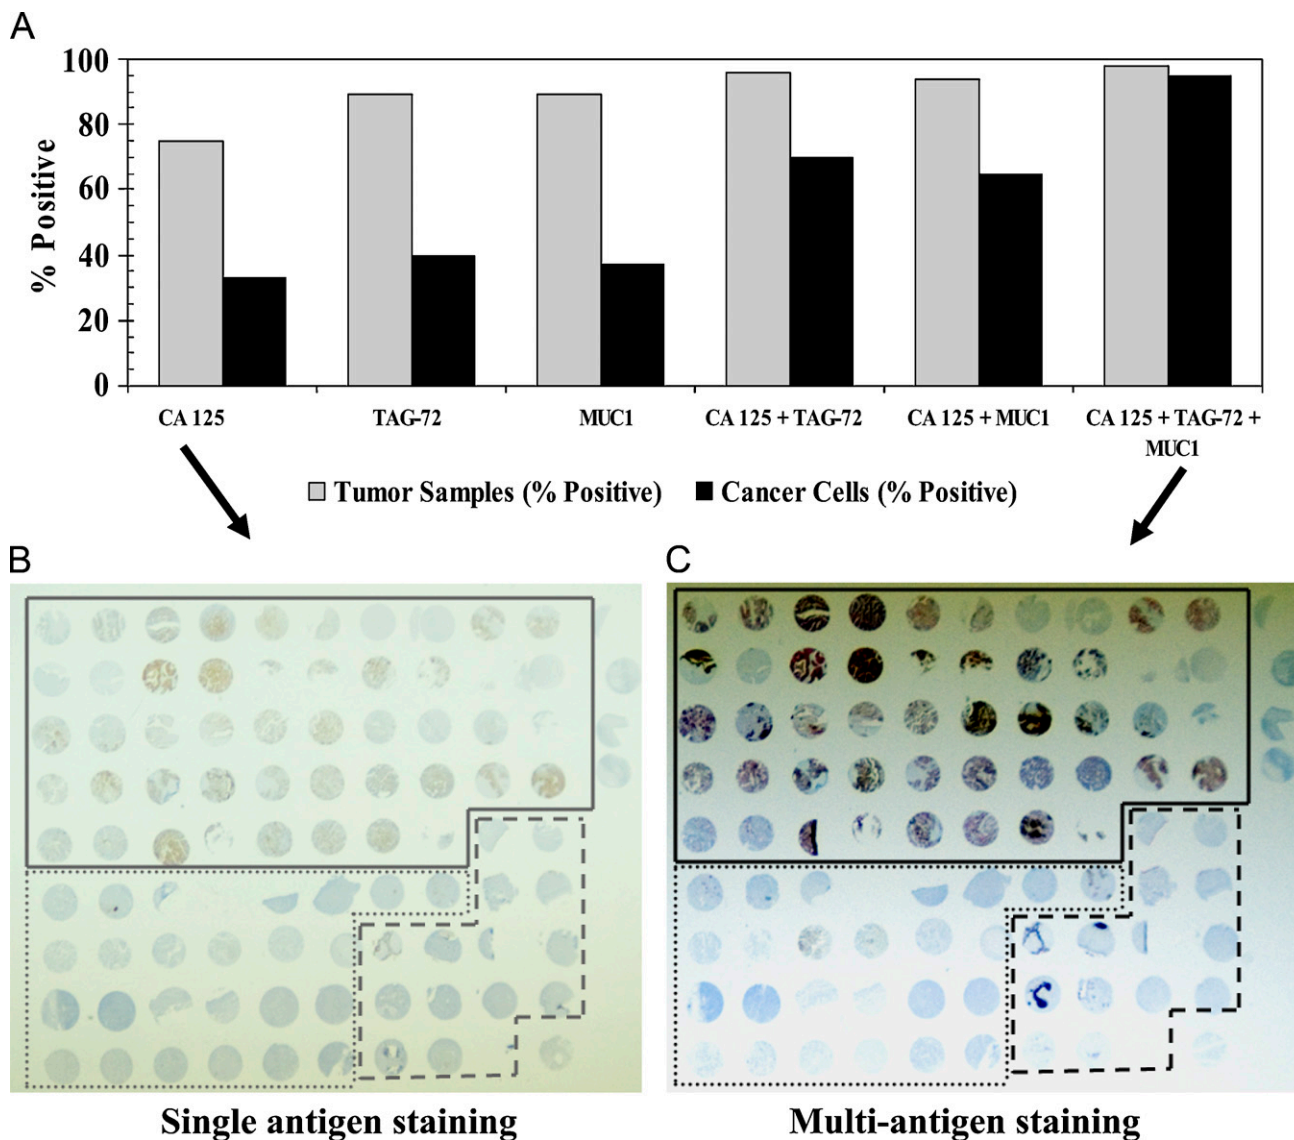 A
100
80
60
40
20
0
% Positive
CA 125
TAG-72
MUC1
CA 125 + TAG-72
CA 125 + MUC1
CA 125 + TAG-72 +
MUC1
Tumor Samples (% Positive)
Cancer Cells (% Positive)
B
C
Single antigen staining
Multi-antigen staining